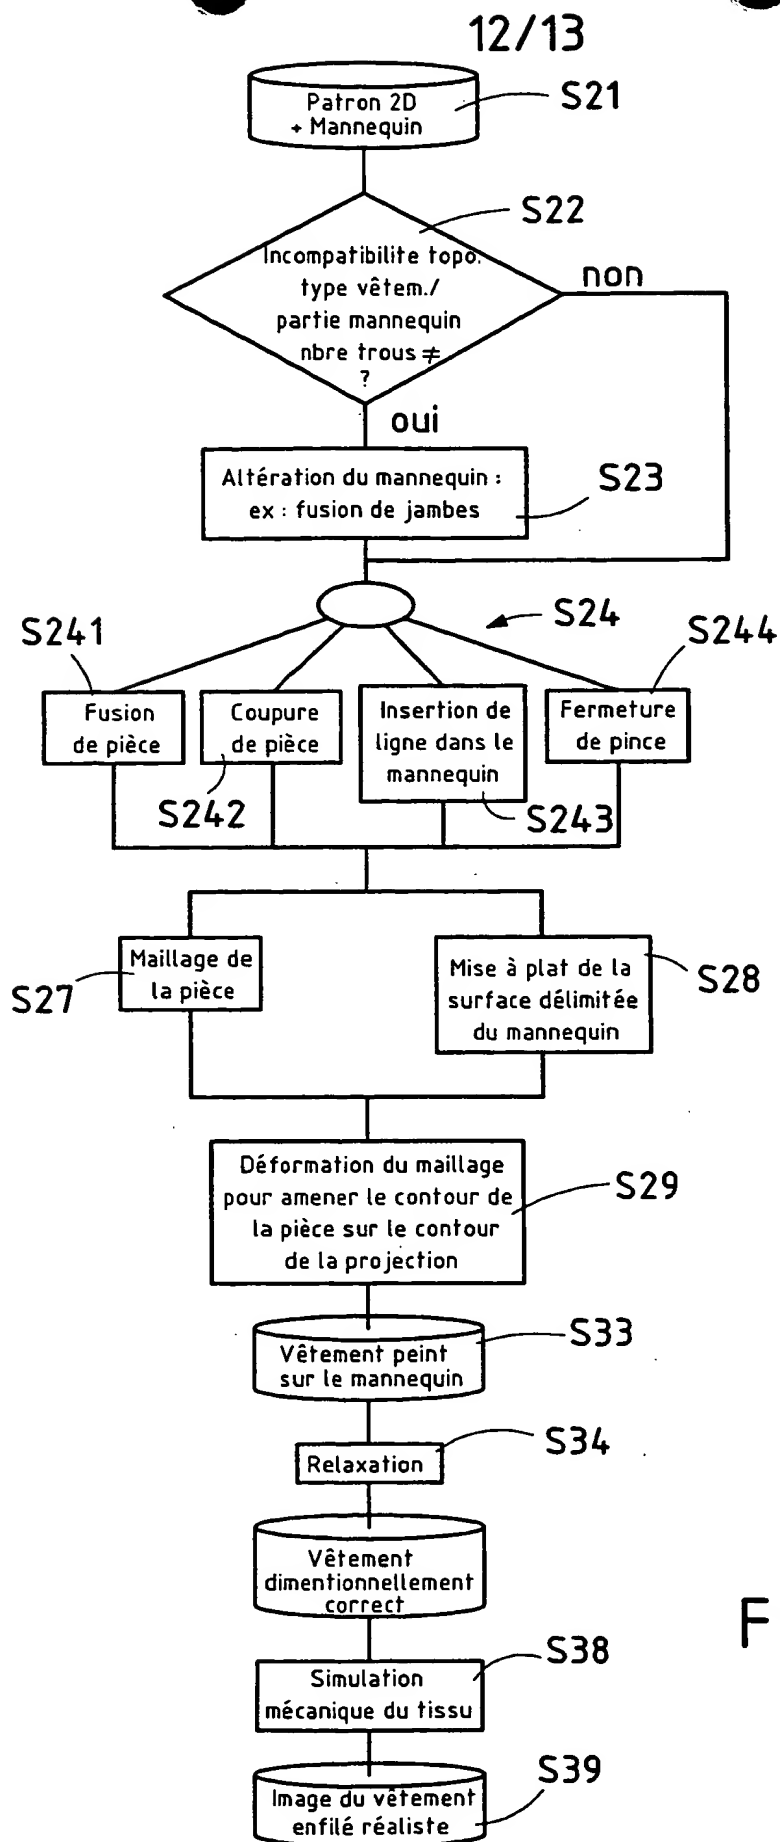 12/13
Patron 2D
+ Mannequin
S21
S22
Incompatibilite topo.
type vêtem./
partie mannequin
nbre trous ≠
?
non
oui
Altération du mannequin :
ex : fusion de jambes
S23
S24
S241
Fusion
de pièce
Coupure
de pièce
S242
Insertion de
ligne dans le
mannequin
S243
S244
Fermeture
de pince
S27
Maillage de
la pièce
Mise à plat de la
surface délimitée
du mannequin
S28
Déformation du maillage
pour amener le contour de
la pièce sur le contour
de la projection
S29
Vêtement peint
sur le mannequin
S33
Relaxation
S34
Vêtement
dimentionnellement
correct
F
Simulation
mécanique du tissu
S38
Image du vêtement
enfilé réaliste
S39